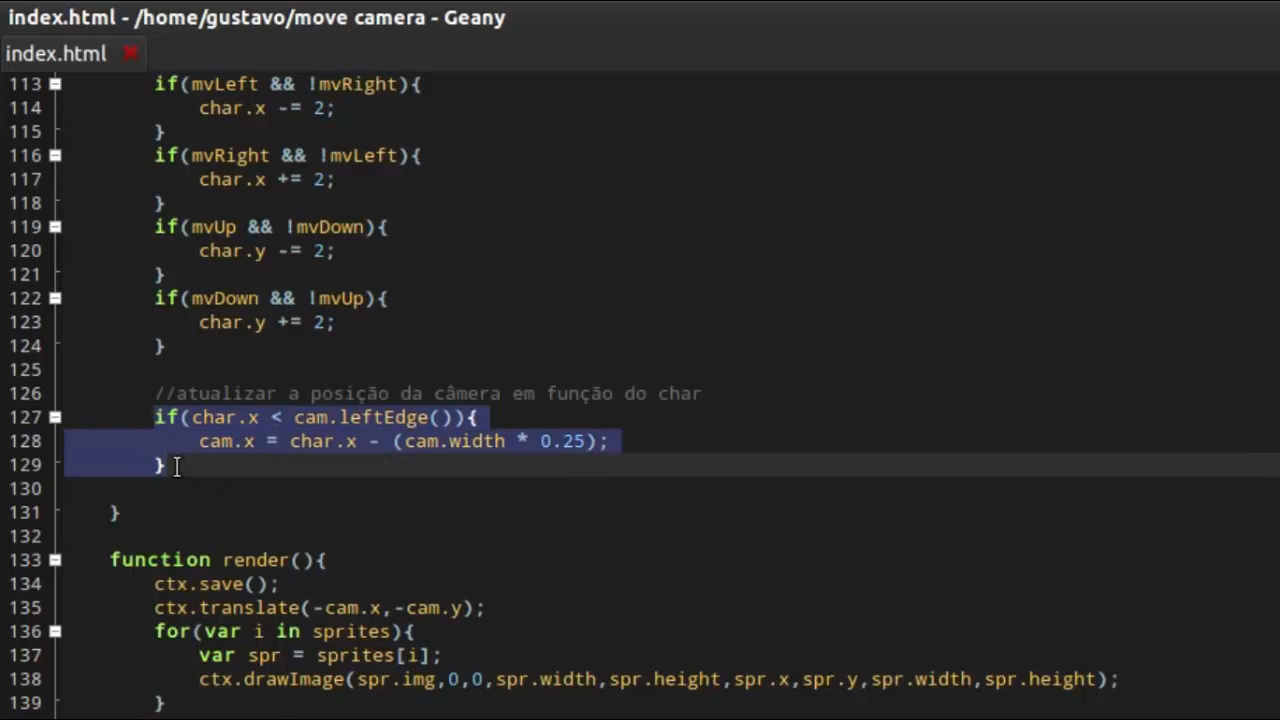 index.html - /home/gustavo/move camera - Geany
index.html
113 if(mvLeft && !mvRight){
114 char.x -= 2;
115 }
116 if(mvRight && !mvLeft){
117 char.x += 2;
118 }
119 if(mvUp && !mvDown){
120 char.y -= 2;
121 }
122 if(mvDown && !mvUp){
123 char.y += 2;
124 }
125
126 //atualizar a posição da câmera em função do char
127 if(char.x < cam.leftEdge()){
128 cam.x = char.x - (cam.width * 0.25);
129 }
130
131 }
132
133 function render(){
134 ctx.save();
135 ctx.translate(-cam.x,-cam.y);
136 for(var i in sprites){
137 var spr = sprites[i];
138 ctx.drawImage(spr.img,0,0,spr.width,spr.height,spr.x,spr.y,spr.width,spr.height);
139 }